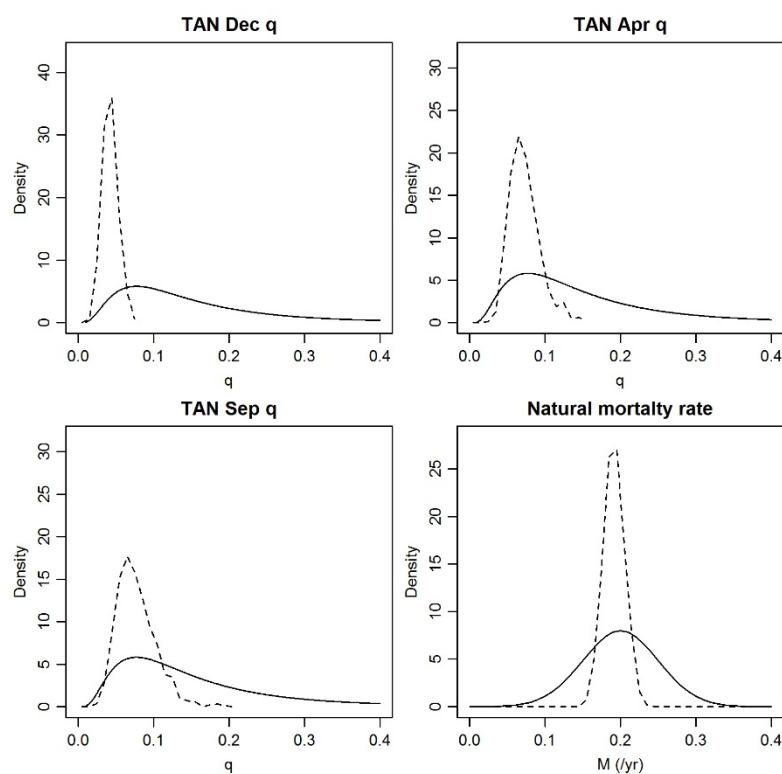 TAN Dec q
Density
0 10 20 30 40
0.0 0.1 0.2 0.3 0.4
q
TAN Apr q
Density
0 5 10 15 20 25 30
0.0 0.1 0.2 0.3 0.4
q
TAN Sep q
Density
0 5 10 15 20 25 30
0.0 0.1 0.2 0.3 0.4
q
Natural mortalty rate
Density
0 5 10 15 20 25
0.0 0.1 0.2 0.3 0.4
M (/yr)